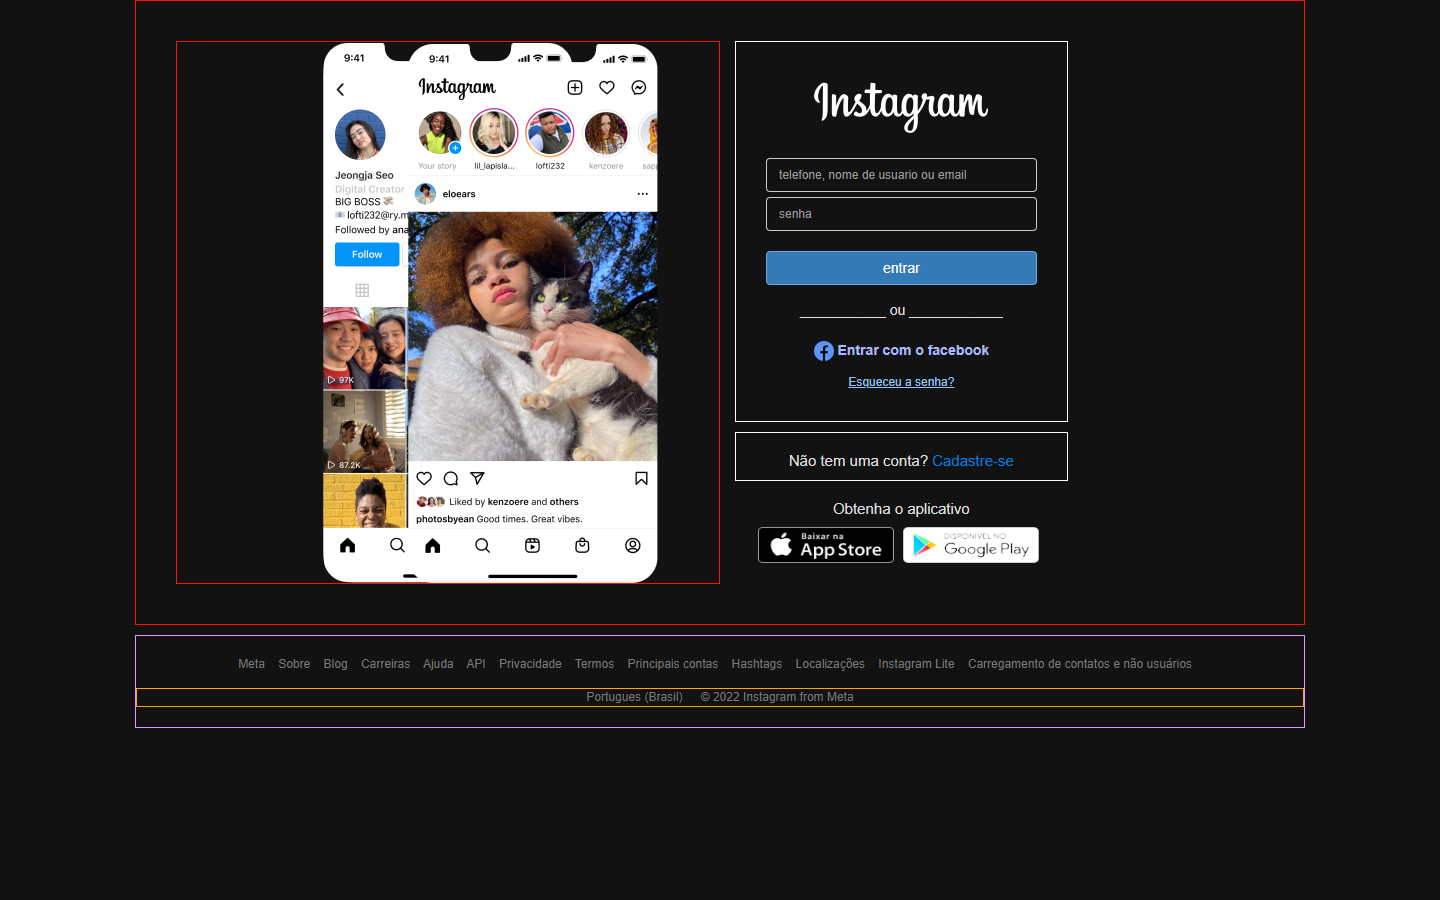 9:41
9:41
Instagram
Your story
lil_lapisla...
lofti232
kenzoere
sapp
Jeongja Seo
Digital Creator
BIG BOSS
lofti232@ry.m
Followed by ana
Follow
eloears
97K
87.2K
Liked by kenzoere and others
photosbyean Good times. Great vibes.
Instagram
telefone, nome de usuario ou email
senha
entrar
____________ ou _____________
Entrar com o facebook
Esqueceu a senha?
Não tem uma conta? Cadastre-se
Obtenha o aplicativo
Baixar na
App Store
DISPONÍVEL NO
Google Play
Meta Sobre Blog Carreiras Ajuda API Privacidade Termos Principais contas Hashtags Localizações Instagram Lite Carregamento de contatos e não usuários
Portugues (Brasil) © 2022 Instagram from Meta